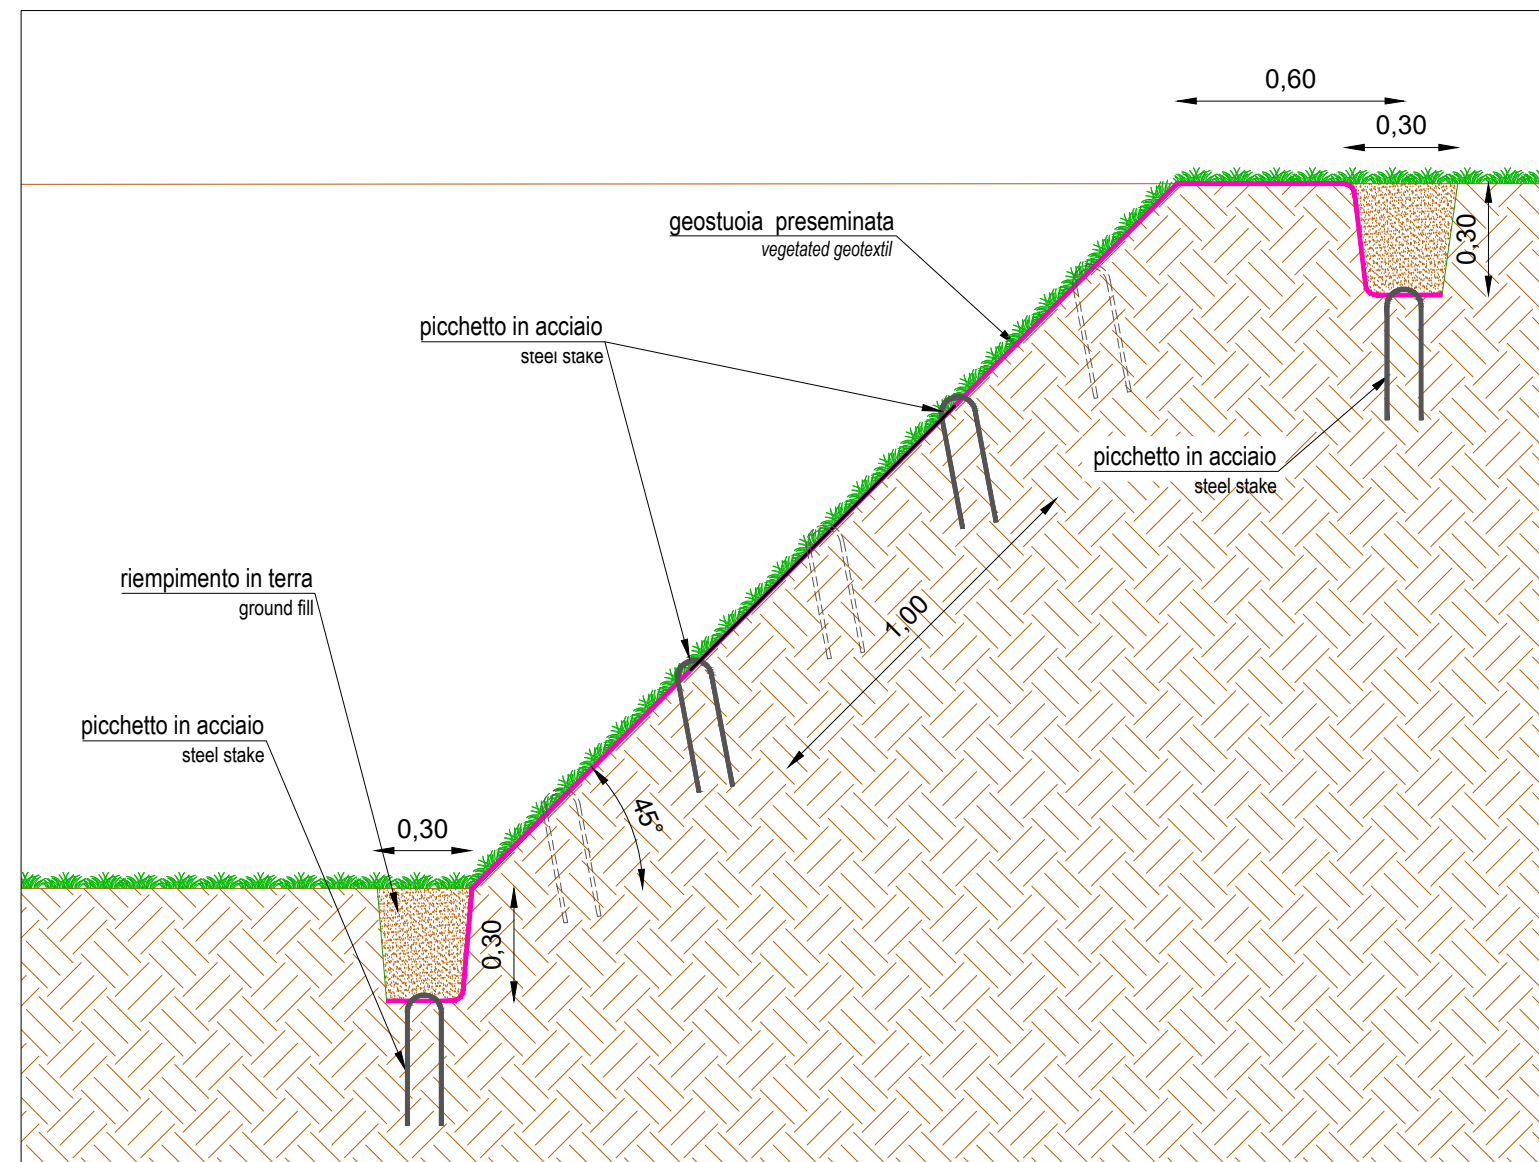 0,60
0,30
geostuoia preseminata
vegetated geotextil
0,30
picchetto in acciaio
steel stake
picchetto in acciaio
steel stake
riempimento in terra
ground fill
1,00
picchetto in acciaio
steel stake
45°
0,30
0,30